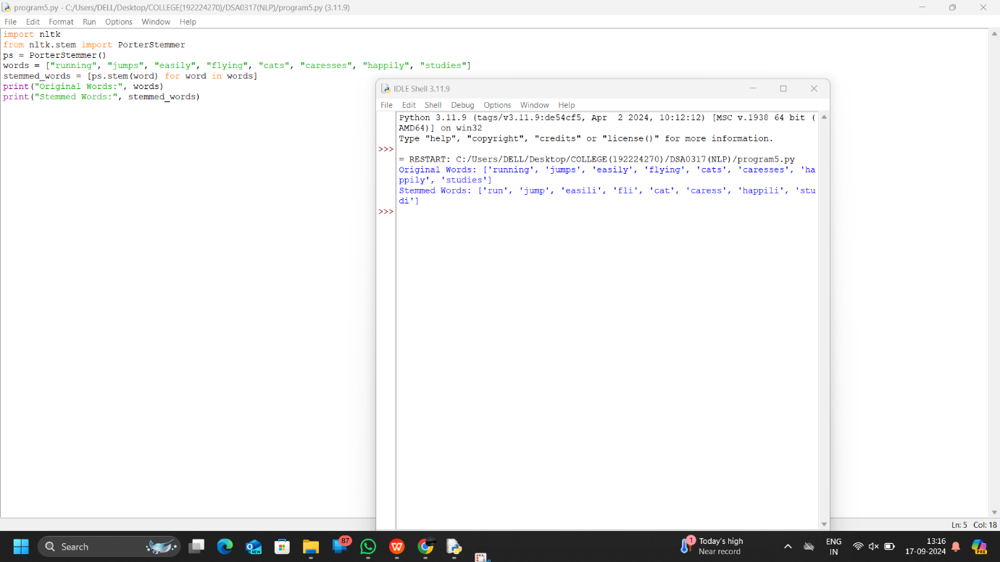 program5.py - C:/Users/DELL/Desktop/COLLEGE(192224270)/DSA0317(NLP)/program5.py (3.11.9)
File Edit Format Run Options Window Help
import nltk
from nltk.stem import PorterStemmer
ps = PorterStemmer()
words = ["running", "jumps", "easily", "flying", "cats", "caresses", "happily", "studies"]
stemmed_words = [ps.stem(word) for word in words]
print("Original Words:", words)
print("Stemmed Words:", stemmed_words)
IDLE Shell 3.11.9
File Edit Shell Debug Options Window Help
Python 3.11.9 (tags/v3.11.9:de54cf5, Apr  2 2024, 10:12:12) [MSC v.1938 64 bit (
AMD64)] on win32
Type "help", "copyright", "credits" or "license()" for more information.
>>>
= RESTART: C:/Users/DELL/Desktop/COLLEGE(192224270)/DSA0317(NLP)/program5.py
Original Words: ['running', 'jumps', 'easily', 'flying', 'cats', 'caresses', 'ha
ppily', 'studies']
Stemmed Words: ['run', 'jump', 'easili', 'fli', 'cat', 'caress', 'happili', 'stu
di']
>>>
Ln: 5 Col: 18
Search
NEW
87
1
Today's high
Near record
ENG
IN
13:16
17-09-2024
PRE